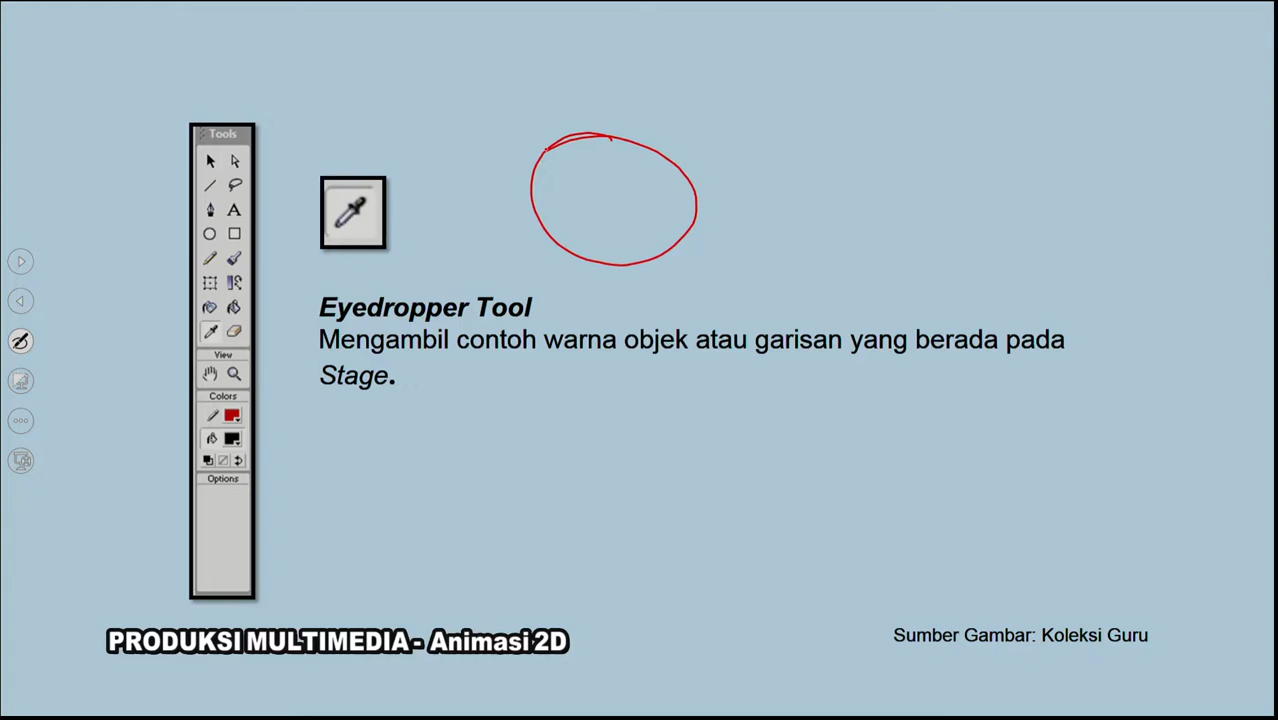 Tools
A
View
Colors
Options
Eyedropper Tool
Mengambil contoh warna objek atau garisan yang berada pada
Stage.
PRODUKSI MULTIMEDIA - Animasi 2D
Sumber Gambar: Koleksi Guru